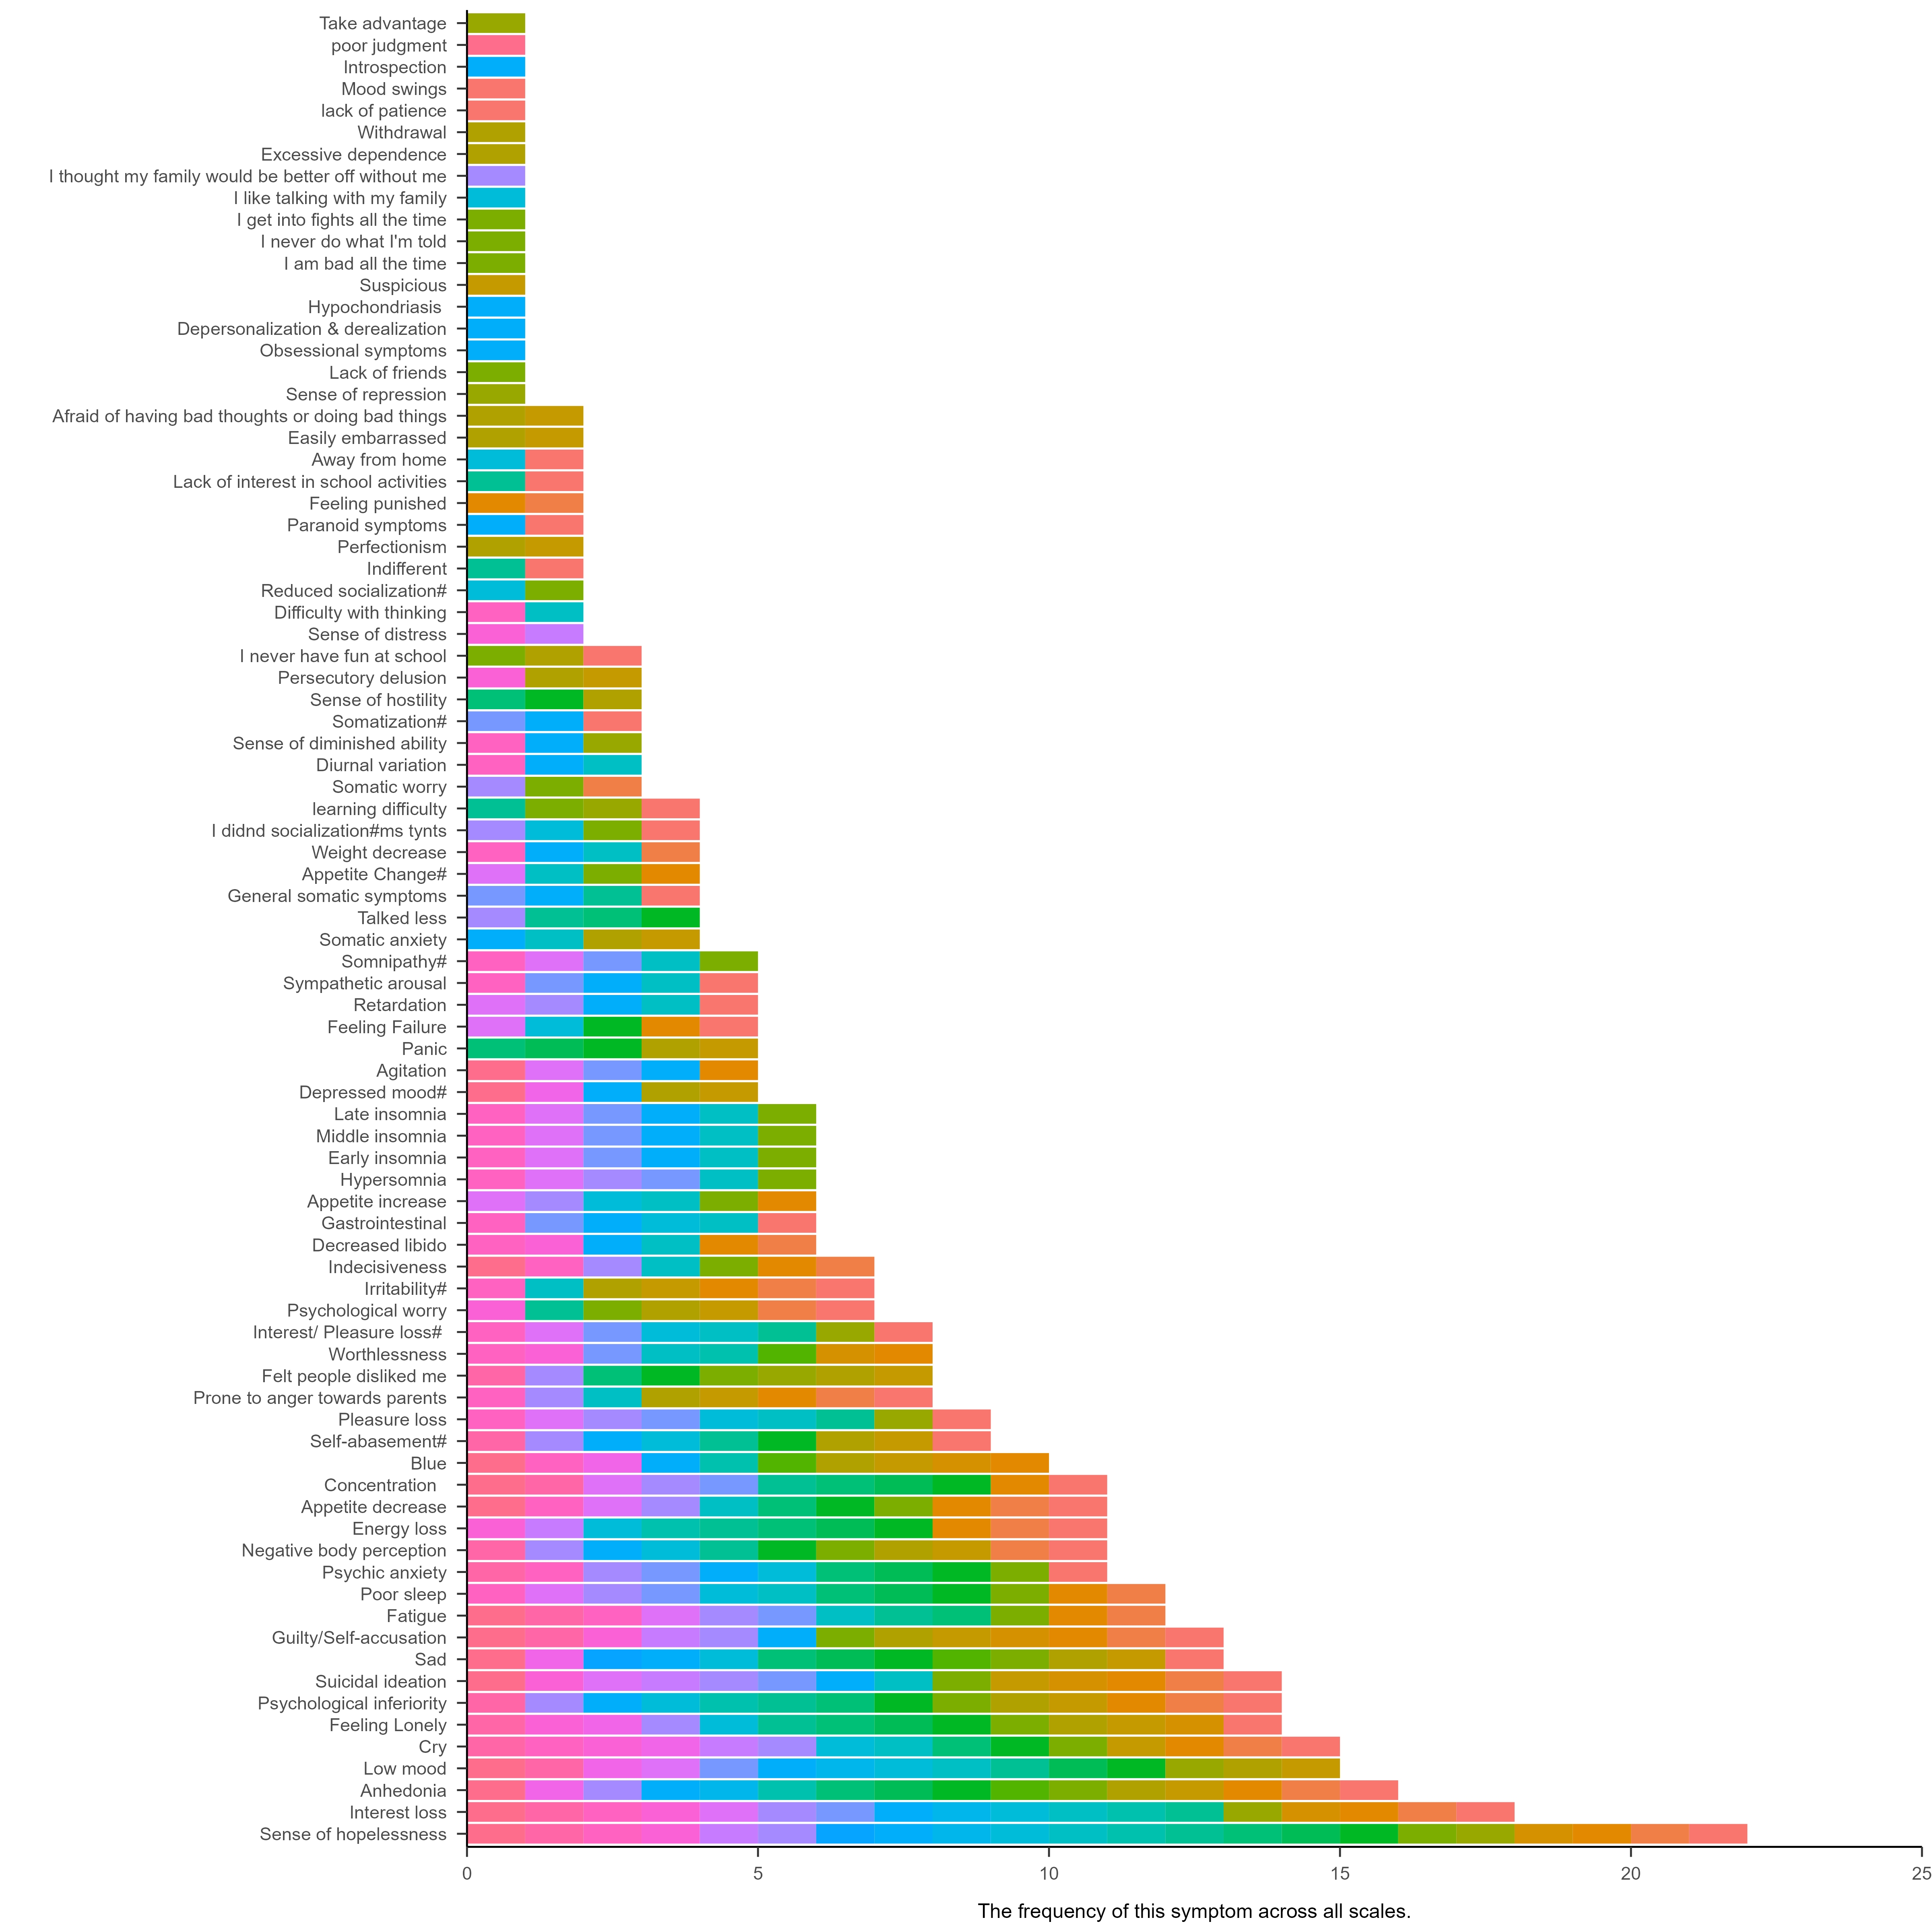 Take advantage
poor judgment
Introspection
Mood swings
lack of patience
Withdrawal
Excessive dependence
I thought my family would be better off without me
I like talking with my family
I get into fights all the time
I never do what I'm told
I am bad all the time
Suspicious
Hypochondriasis
Depersonalization & derealization
Obsessional symptoms
Lack of friends
Sense of repression
Afraid of having bad thoughts or doing bad things
Easily embarrassed
Away from home
Lack of interest in school activities
Feeling punished
Paranoid symptoms
Perfectionism
Indifferent
Reduced socialization#
Difficulty with thinking
Sense of distress
I never have fun at school
Persecutory delusion
Sense of hostility
Somatization#
Sense of diminished ability
Diurnal variation
Somatic worry
learning difficulty
I didnd socialization#ms tynts
Weight decrease
Appetite Change#
General somatic symptoms
Talked less
Somatic anxiety
Somnipathy#
Sympathetic arousal
Retardation
Feeling Failure
Panic
Agitation
Depressed mood#
Late insomnia
Middle insomnia
Early insomnia
Hypersomnia
Appetite increase
Gastrointestinal
Decreased libido
Indecisiveness
Irritability#
Psychological worry
Interest/ Pleasure loss#
Worthlessness
Felt people disliked me
Prone to anger towards parents
Pleasure loss
Self-abasement#
Blue
Concentration
Appetite decrease
Energy loss
Negative body perception
Psychic anxiety
Poor sleep
Fatigue
Guilty/Self-accusation
Sad
Suicidal ideation
Psychological inferiority
Feeling Lonely
Cry
Low mood
Anhedonia
Interest loss
Sense of hopelessness
0 5 10 15 20 25
The frequency of this symptom across all scales.